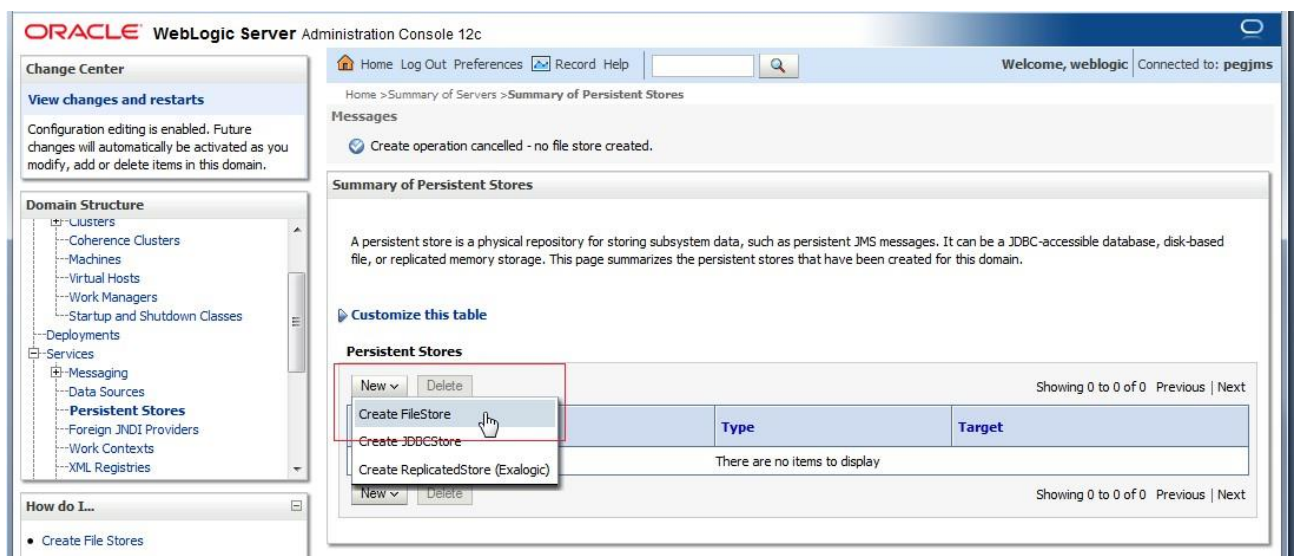 ORACLE WebLogic Server Administration Console 12c
Change Center
View changes and restarts
Configuration editing is enabled. Future
changes will automatically be activated as you
modify, add or delete items in this domain.
Domain Structure
Clusters
Coherence Clusters
Machines
Virtual Hosts
Work Managers
Startup and Shutdown Classes
Deployments
Services
Messaging
Data Sources
Persistent Stores
Foreign JNDI Providers
Work Contexts
XML Registries
How do I...
Create File Stores
Home Log Out Preferences Record Help
Welcome, weblogic Connected to: pegjms
Home >Summary of Servers >Summary of Persistent Stores
Messages
Create operation cancelled - no file store created.
Summary of Persistent Stores
A persistent store is a physical repository for storing subsystem data, such as persistent JMS messages. It can be a JDBC-accessible database, disk-based
file, or replicated memory storage. This page summarizes the persistent stores that have been created for this domain.
Customize this table
Persistent Stores
New Delete
Showing 0 to 0 of 0 Previous | Next
Create FileStore
Create JDBCStore
Create ReplicatedStore (Exalogic)
Type
Target
There are no items to display
New Delete
Showing 0 to 0 of 0 Previous | Next